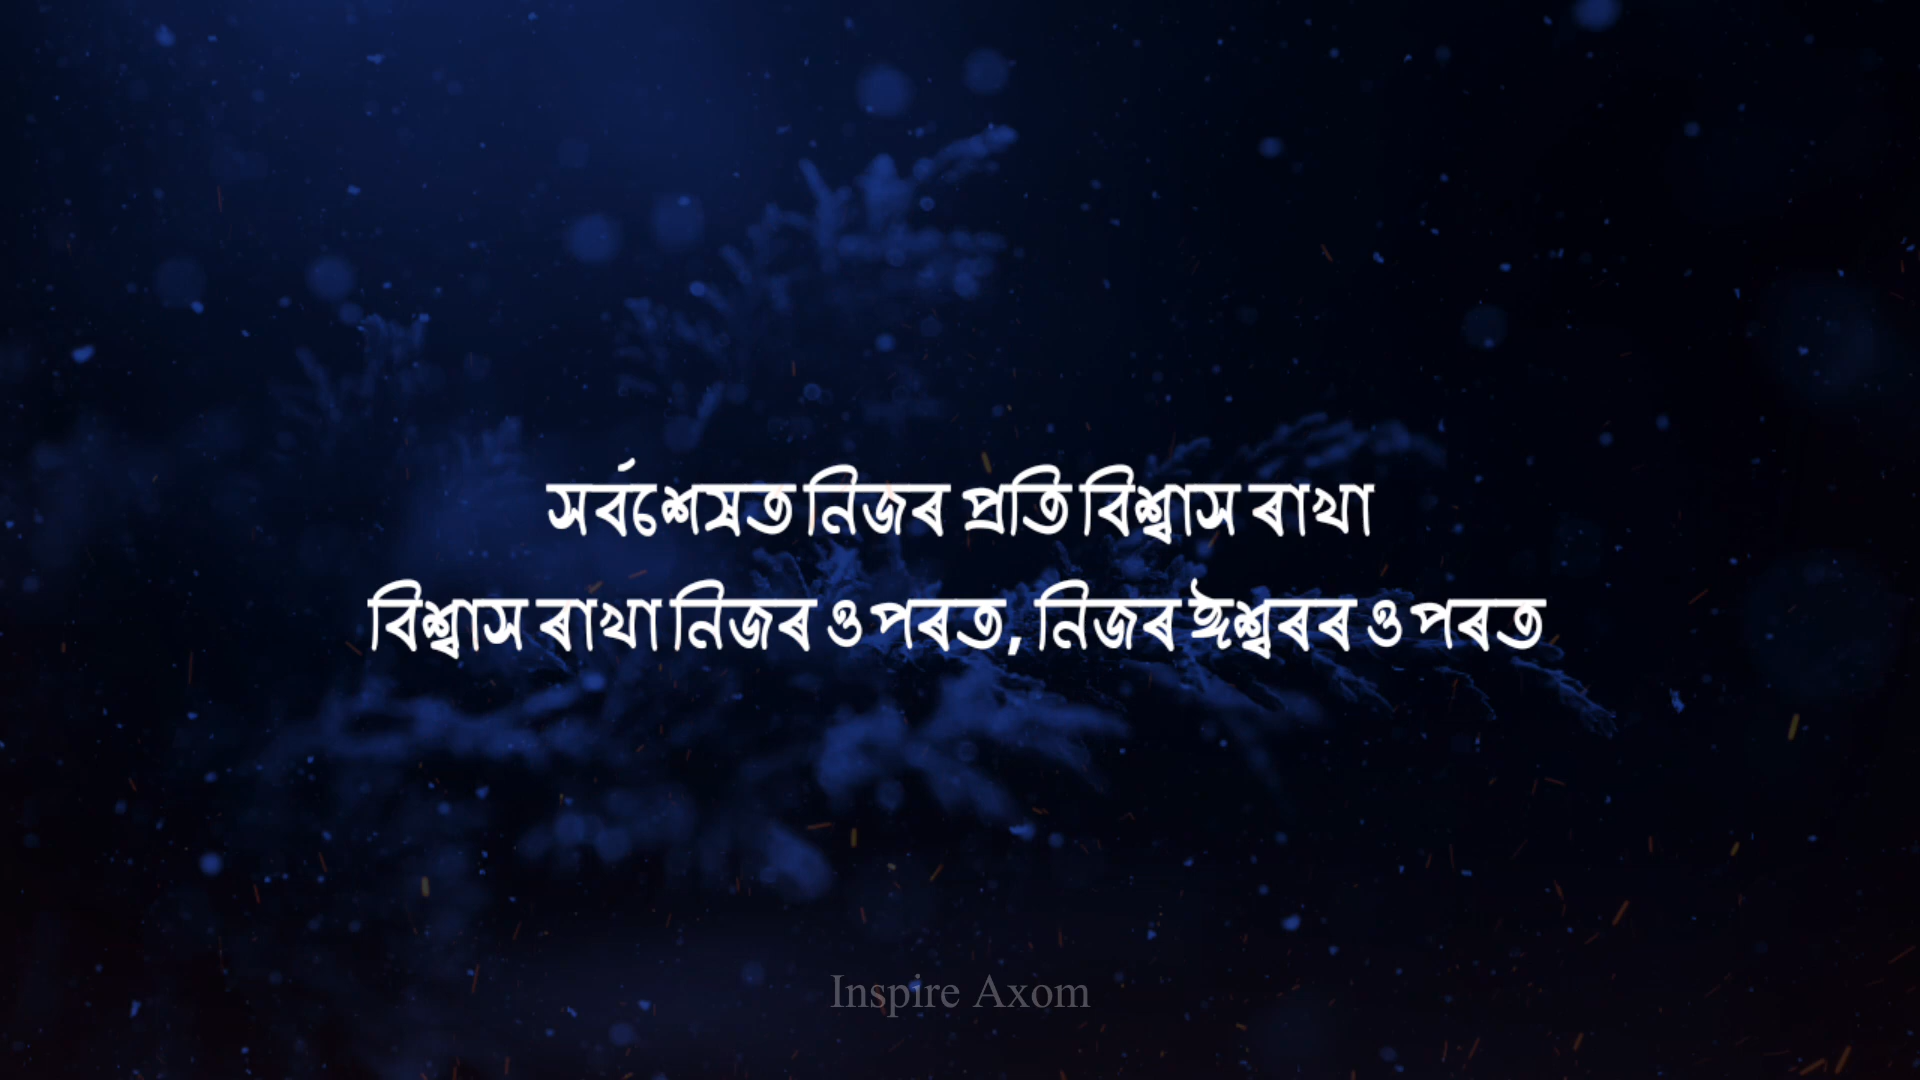 সৰ্বশেষত নিজৰ প্ৰতি বিশ্বাস ৰাখা
বিশ্বাস ৰাখা নিজৰ ওপৰত, নিজৰ ঈশ্বৰৰ ওপৰত
Inspire Axom